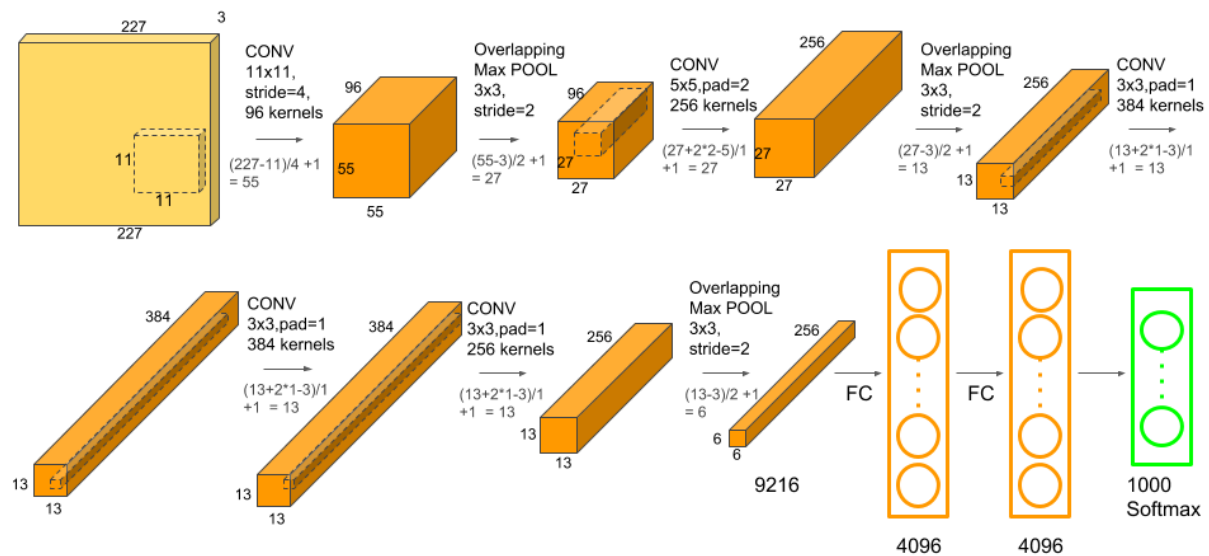 227
3
11
11
227
CONV
11x11,
stride=4,
96 kernels
(227-11)/4 +1
= 55
96
55
55
Overlapping
Max POOL
3x3,
stride=2
(55-3)/2 +1
= 27
96
27
27
CONV
5x5,pad=2
256 kernels
(27+2*2-5)/1
+1 = 27
256
27
27
Overlapping
Max POOL
3x3,
stride=2
(27-3)/2 +1
= 13
256
13
13
CONV
3x3,pad=1
384 kernels
(13+2*1-3)/1
+1 = 13
384
13
13
CONV
3x3,pad=1
384 kernels
(13+2*1-3)/1
+1 = 13
384
13
13
CONV
3x3,pad=1
256 kernels
(13+2*1-3)/1
+1 = 13
256
13
13
Overlapping
Max POOL
3x3,
stride=2
(13-3)/2 +1
= 6
256
6
6
9216
FC
4096
FC
4096
1000
Softmax